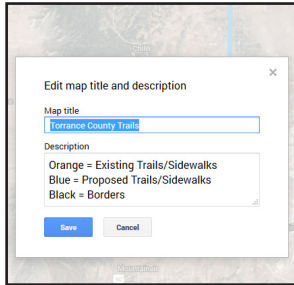 Edit map title and description
Map title
Torrance County Trails
Description
Orange = Existing Trails/Sidewalks
Blue = Proposed Trails/Sidewalks
Black = Borders
Save Cancel
Mountainair